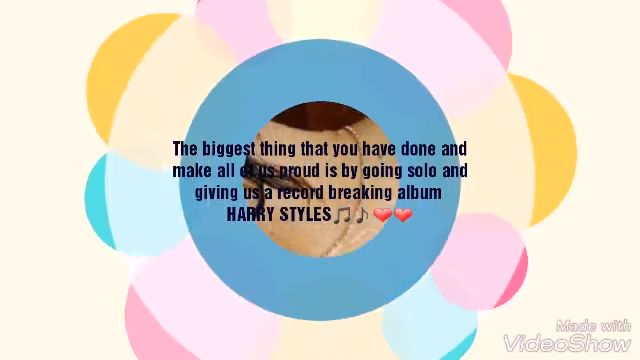 The biggest thing that you have done and
make all of us proud is by going solo and
giving us a record breaking album
HARRY STYLES🎵♪❤❤
Made with
VideoShow